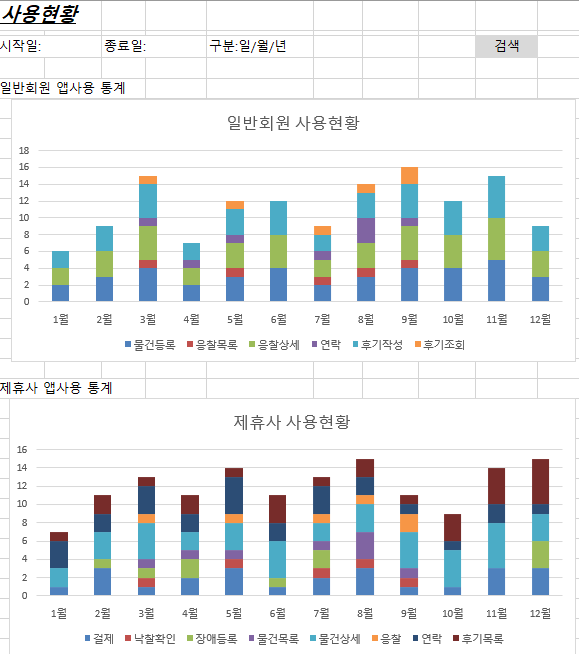 사용현황
시작일: 종료일: 구분:일/월/년 검색
일반회원 앱사용 통계
일반회원 사용현황
18
16
14
12
10
8
6
4
2
0
1월 2월 3월 4월 5월 6월 7월 8월 9월 10월 11월 12월
물건등록 응찰목록 응찰상세 연락 후기작성 후기조회
제휴사 앱사용 통계
제휴사 사용현황
16
14
12
10
8
6
4
2
0
1월 2월 3월 4월 5월 6월 7월 8월 9월 10월 11월 12월
결제 낙찰확인 장애등록 물건목록 물건상세 응찰 연락 후기목록